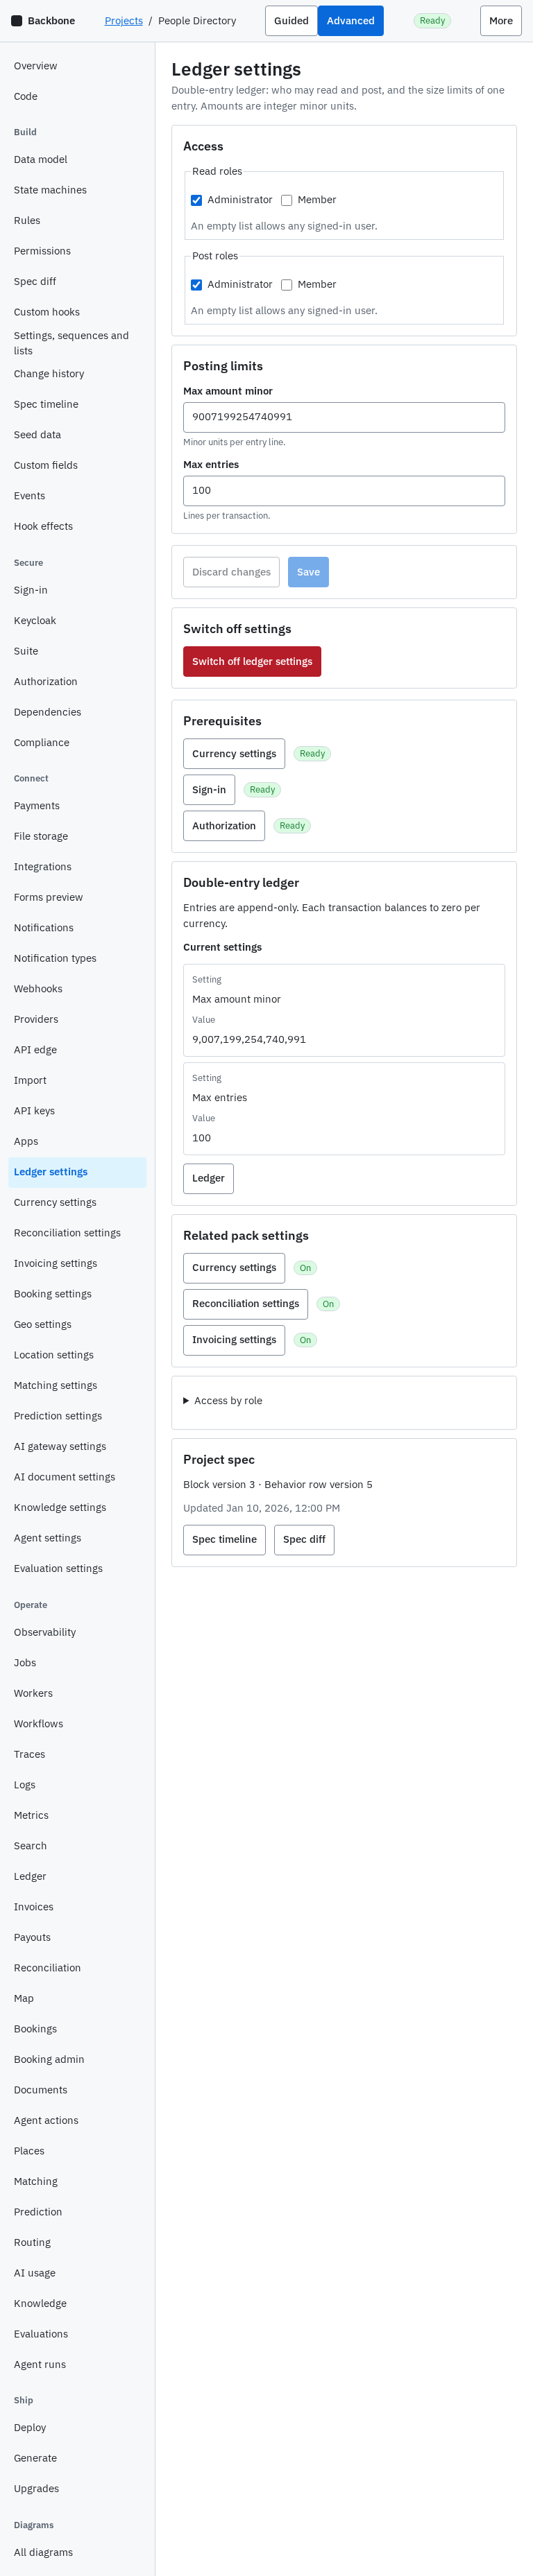 Backbone
Projects / People Directory
Guided
Advanced
Ready
More
Overview
Code
Build
Data model
State machines
Rules
Permissions
Spec diff
Custom hooks
Settings, sequences and
lists
Change history
Spec timeline
Seed data
Custom fields
Events
Hook effects
Secure
Sign-in
Keycloak
Suite
Authorization
Dependencies
Compliance
Connect
Payments
File storage
Integrations
Forms preview
Notifications
Notification types
Webhooks
Providers
API edge
Import
API keys
Apps
Ledger settings
Currency settings
Reconciliation settings
Invoicing settings
Booking settings
Geo settings
Location settings
Matching settings
Prediction settings
AI gateway settings
AI document settings
Knowledge settings
Agent settings
Evaluation settings
Operate
Observability
Jobs
Workers
Workflows
Traces
Logs
Metrics
Search
Ledger
Invoices
Payouts
Reconciliation
Map
Bookings
Booking admin
Documents
Agent actions
Places
Matching
Prediction
Routing
AI usage
Knowledge
Evaluations
Agent runs
Ship
Deploy
Generate
Upgrades
Diagrams
All diagrams
Ledger settings
Double-entry ledger: who may read and post, and the size limits of one
entry. Amounts are integer minor units.
Access
Read roles
Administrator Member
An empty list allows any signed-in user.
Post roles
Administrator Member
An empty list allows any signed-in user.
Posting limits
Max amount minor
9007199254740991
Minor units per entry line.
Max entries
100
Lines per transaction.
Discard changes Save
Switch off settings
Switch off ledger settings
Prerequisites
Currency settings Ready
Sign-in Ready
Authorization Ready
Double-entry ledger
Entries are append-only. Each transaction balances to zero per
currency.
Current settings
Setting
Max amount minor
Value
9,007,199,254,740,991
Setting
Max entries
Value
100
Ledger
Related pack settings
Currency settings On
Reconciliation settings On
Invoicing settings On
Access by role
Project spec
Block version 3 · Behavior row version 5
Updated Jan 10, 2026, 12:00 PM
Spec timeline Spec diff